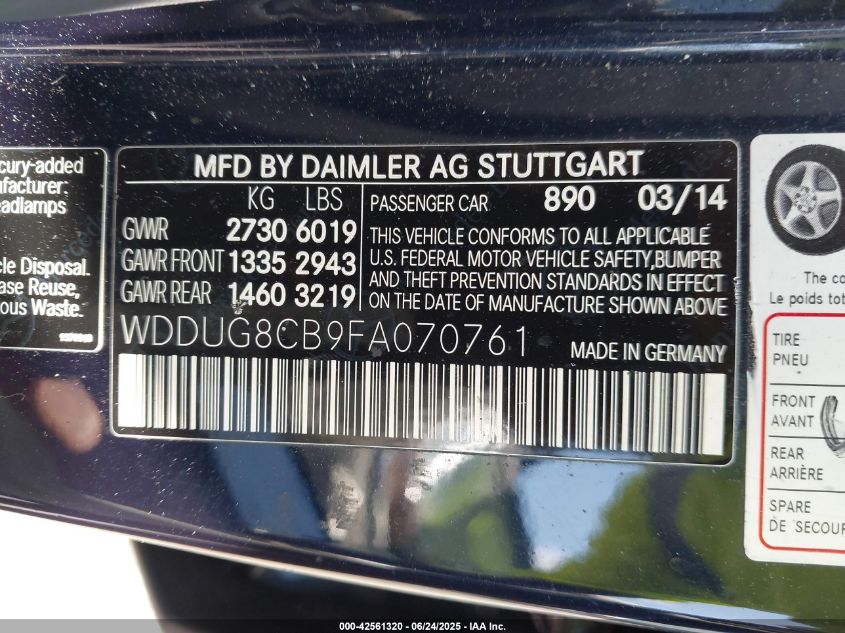 cury-added
nufacturer:
eadlamps
cle Disposal.
ase Reuse,
ous Waste.
MFD BY DAIMLER AG STUTTGART
KG LBS
GVWR 2730 6019
GAWR FRONT 1335 2943
GAWR REAR 1460 3219
PASSENGER CAR 890 03/14
THIS VEHICLE CONFORMS TO ALL APPLICABLE
U.S. FEDERAL MOTOR VEHICLE SAFETY,BUMPER
AND THEFT PREVENTION STANDARDS IN EFFECT
ON THE DATE OF MANUFACTURE SHOWN ABOVE
WDDUG8CB9FA070761
MADE IN GERMANY
The co
Le poids tot
TIRE
PNEU
FRONT
AVANT
REAR
ARRIÈRE
SPARE
DE SECOUR
000-42561320 - 06/24/2025 - IAA Inc.